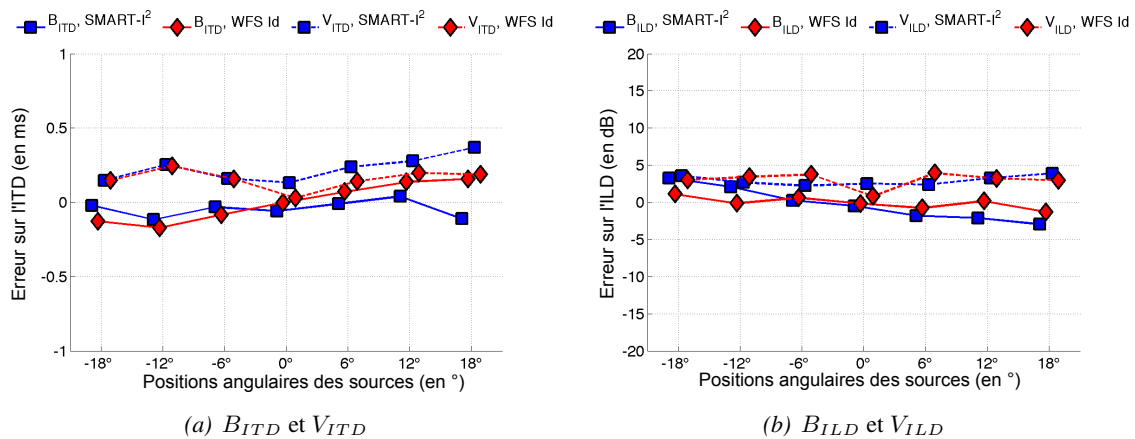 B_ITD, SMART-I² B_ITD, WFS Id V_ITD, SMART-I² V_ITD, WFS Id
1
0.5
0
-0.5
-1
Erreur sur l'ITD (en ms)
-18° -12° -6° 0° 6° 12° 18°
Positions angulaires des sources (en °)
(a) B_ITD et V_ITD
B_ILD, SMART-I² B_ILD, WFS Id V_ILD, SMART-I² V_ILD, WFS Id
20
15
10
5
0
-5
-10
-15
-20
Erreur sur l'ILD (en dB)
-18° -12° -6° 0° 6° 12° 18°
Positions angulaires des sources (en °)
(b) B_ILD et V_ILD